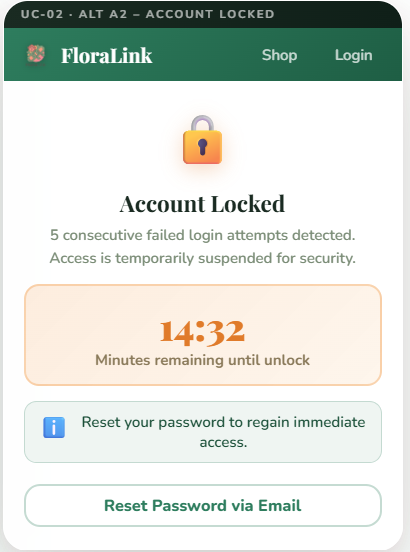 UC-02 · ALT A2 – ACCOUNT LOCKED
FloraLink Shop Login
Account Locked
5 consecutive failed login attempts detected.
Access is temporarily suspended for security.
14:32
Minutes remaining until unlock
Reset your password to regain immediate
access.
Reset Password via Email